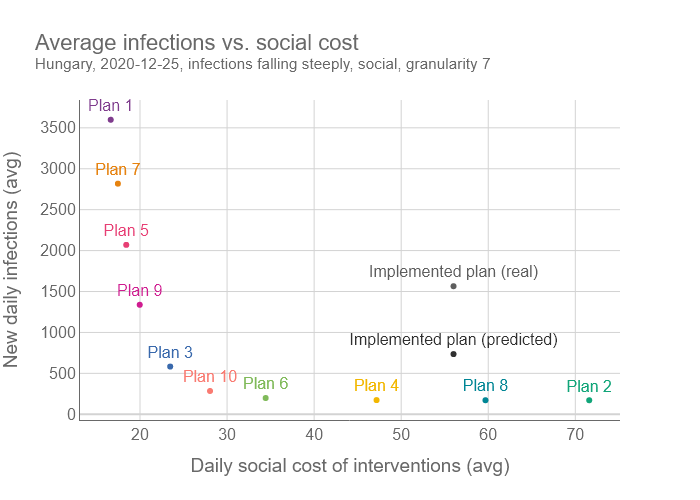 Average infections vs. social cost
Hungary, 2020-12-25, infections falling steeply, social, granularity 7
New daily infections (avg)
3500
3000
2500
2000
1500
1000
500
0
Plan 1
Plan 7
Plan 5
Plan 9
Implemented plan (real)
Implemented plan (predicted)
Plan 3
Plan 10
Plan 6
Plan 4
Plan 8
Plan 2
20 30 40 50 60 70
Daily social cost of interventions (avg)